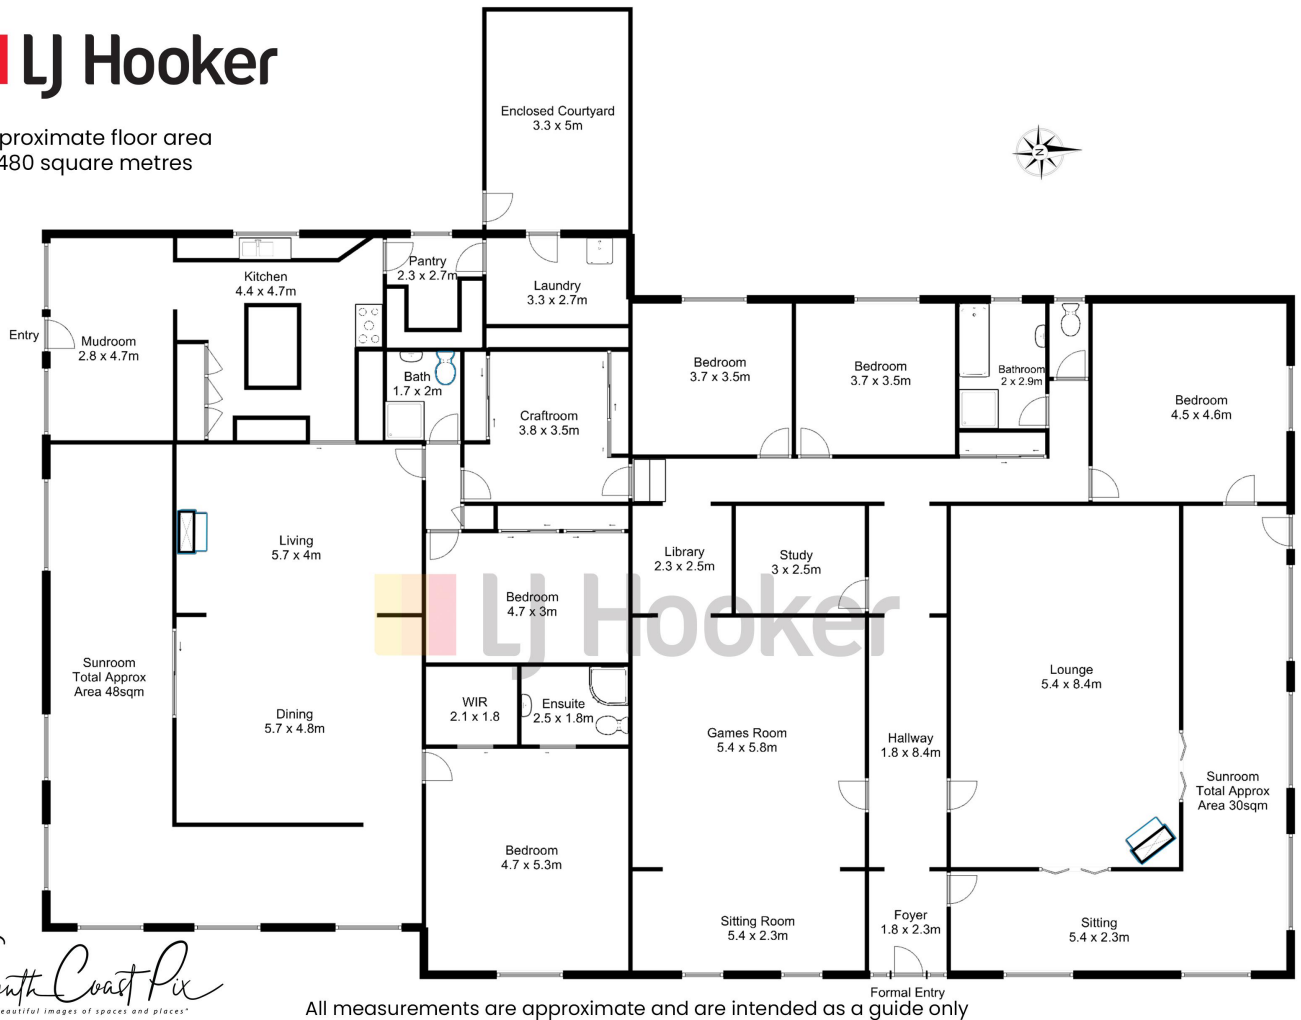 LJ Hooker
proximate floor area
480 square metres
Enclosed Courtyard
3.3 x 5m
N
Kitchen
4.4 x 4.7m
Pantry
2.3 x 2.7m
Laundry
3.3 x 2.7m
Entry
Mudroom
2.8 x 4.7m
Bath
1.7 x 2m
Craftroom
3.8 x 3.5m
Bedroom
3.7 x 3.5m
Bedroom
3.7 x 3.5m
Bathroom
2 x 2.9m
Bedroom
4.5 x 4.6m
Living
5.7 x 4m
Library
2.3 x 2.5m
Study
3 x 2.5m
Bedroom
4.7 x 3m
LJ Hooker
Sunroom
Total Approx
Area 48sqm
Dining
5.7 x 4.8m
WIR
2.1 x 1.8
Ensuite
2.5 x 1.8m
Games Room
5.4 x 5.8m
Hallway
1.8 x 8.4m
Lounge
5.4 x 8.4m
Sunroom
Total Approx
Area 30sqm
Bedroom
4.7 x 5.3m
Sitting Room
5.4 x 2.3m
Foyer
1.8 x 2.3m
Sitting
5.4 x 2.3m
Formal Entry
Coast Pix
eautiful images of spaces and places"
All measurements are approximate and are intended as a guide only